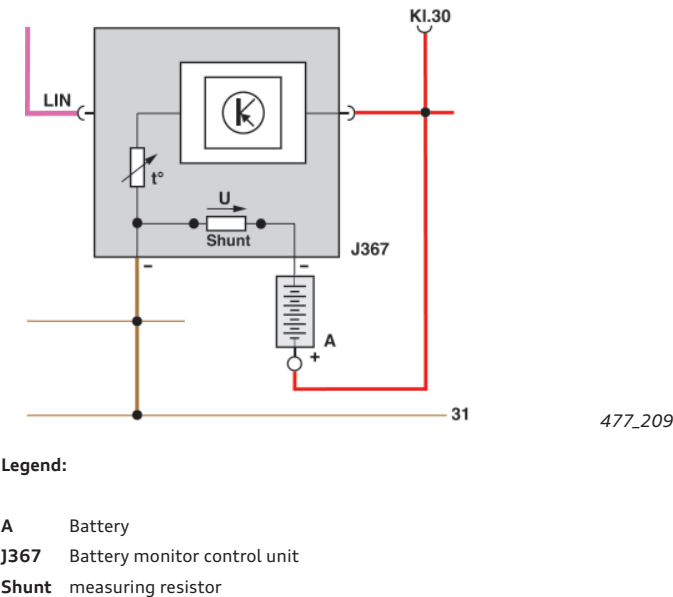 Kl.30
LIN
t°
U
Shunt
J367
–
–
A
+
31
477_209
Legend:
A Battery
J367 Battery monitor control unit
Shunt measuring resistor